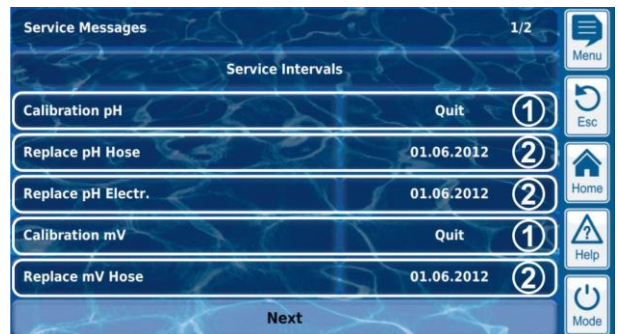 Service Messages 1/2
Service Intervals
Calibration pH Quit 1
Replace pH Hose 01.06.2012 2
Replace pH Electr. 01.06.2012 2
Calibration mV Quit 1
Replace mV Hose 01.06.2012 2
Next
Menu
Esc
Home
?
Help
Mode